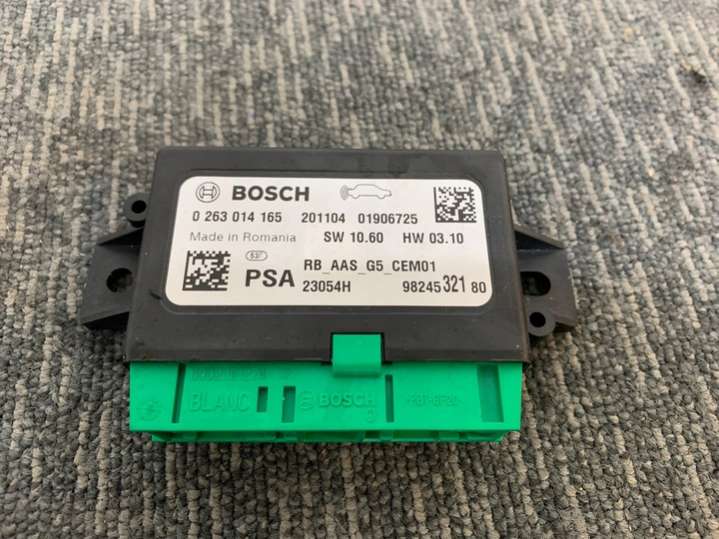 BOSCH
0 263 014 165 201104 01906725
Made in Romania SW 10.60 HW 03.10
PSA RB_AAS_G5_CEM01
23054H 98245 321 80
BLANC BOSCH